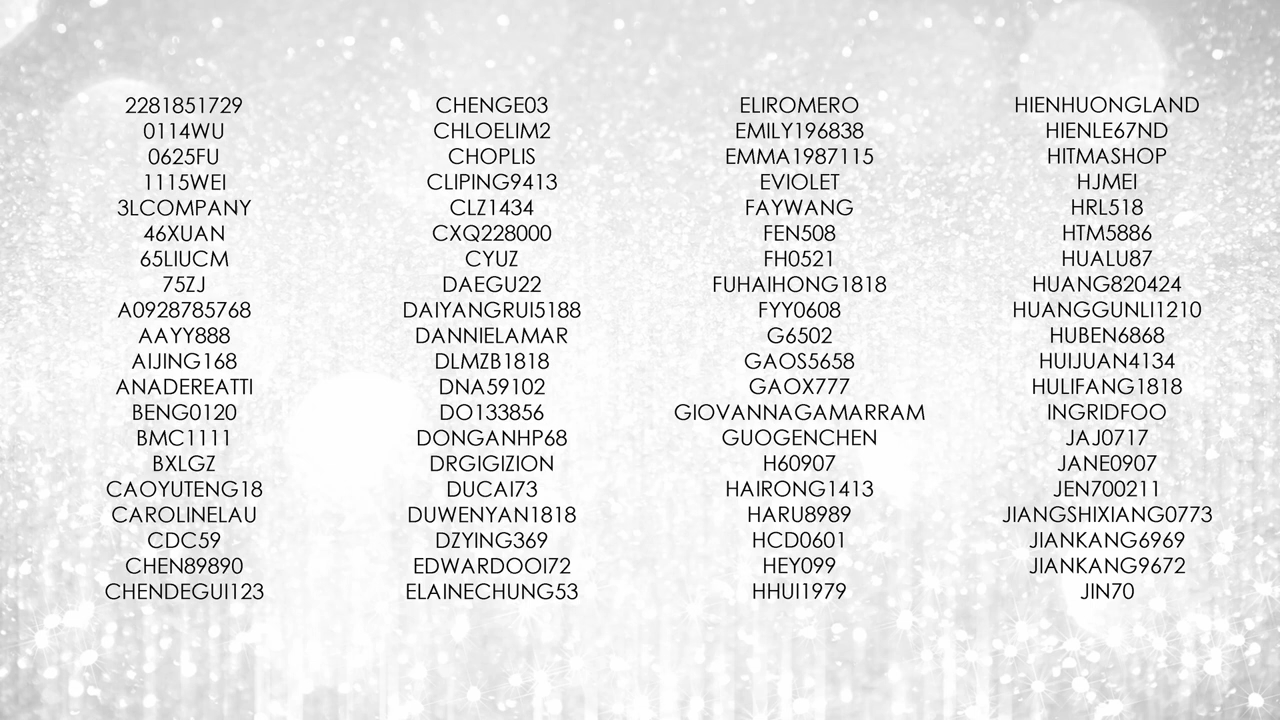 2281851729
0114WU
0625FU
1115WEI
3LCOMPANY
46XUAN
65LIUCM
75ZJ
A0928785768
AAYY888
AIJING168
ANADEREATTI
BENG0120
BMC1111
BXLGZ
CAOYUTENG18
CAROLINELAU
CDC59
CHEN89890
CHENDEGUI123
CHENGE03
CHLOELIM2
CHOPLIS
CLIPING9413
CLZ1434
CXQ228000
CYUZ
DAEGU22
DAIYANGRUI5188
DANNIELAMAR
DLMZB1818
DNA59102
DO133856
DONGANHP68
DRGIGIZION
DUCAI73
DUWENYAN1818
DZYING369
EDWARDOOI72
ELAINECHUNG53
ELIROMERO
EMILY196838
EMMA1987115
EVIOLET
FAYWANG
FEN508
FH0521
FUHAIHONG1818
FYY0608
G6502
GAOS5658
GAOX777
GIOVANNAGAMARRAM
GUOGENCHEN
H60907
HAIRONG1413
HARU8989
HCD0601
HEY099
HHUI1979
HIENHUONGLAND
HIENLE67ND
HITMASHOP
HJMEI
HRL518
HTM5886
HUALU87
HUANG820424
HUANGGUNLI1210
HUBEN6868
HUIJUAN4134
HULIFANG1818
INGRIDFOO
JAJ0717
JANE0907
JEN700211
JIANGSHIXIANG0773
JIANKANG6969
JIANKANG9672
JIN70